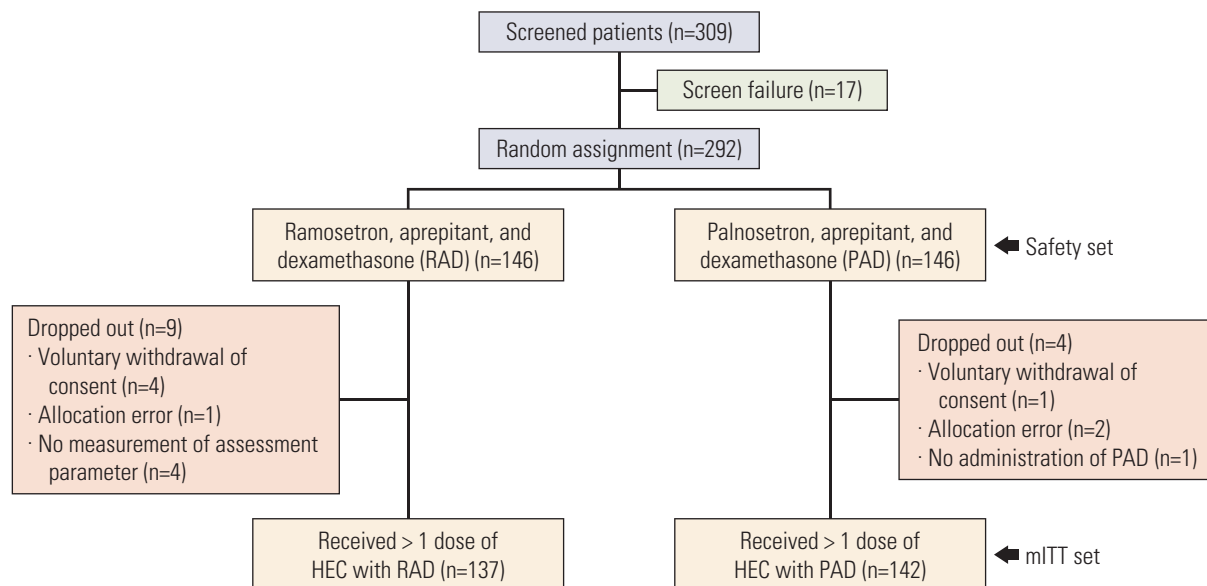 Screened patients (n=309)
Screen failure (n=17)
Random assignment (n=292)
Ramosetron, aprepitant, and
dexamethasone (RAD) (n=146)
Palnosetron, aprepitant, and
dexamethasone (PAD) (n=146)
Safety set
Dropped out (n=9)
· Voluntary withdrawal of
consent (n=4)
· Allocation error (n=1)
· No measurement of assessment
parameter (n=4)
Dropped out (n=4)
· Voluntary withdrawal of
consent (n=1)
· Allocation error (n=2)
· No administration of PAD (n=1)
Received > 1 dose of
HEC with RAD (n=137)
Received > 1 dose of
HEC with PAD (n=142)
mITT set